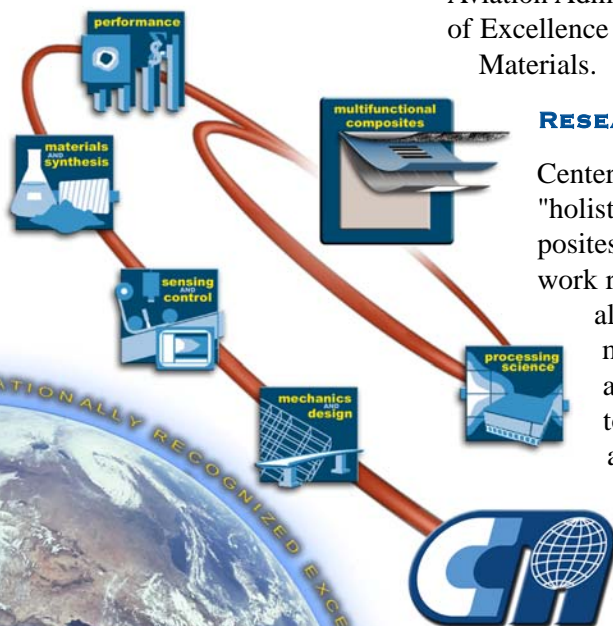 Aviation Admi
of Excellence
Materials.
performance
multifunctional
composites
RESEA
Center
"holist
posites
work r
al
materials
AND
synthesis
sensing
AND
control
processing
science
mechanics
AND
design
ATIONALLY RECOGNIZED EXCE